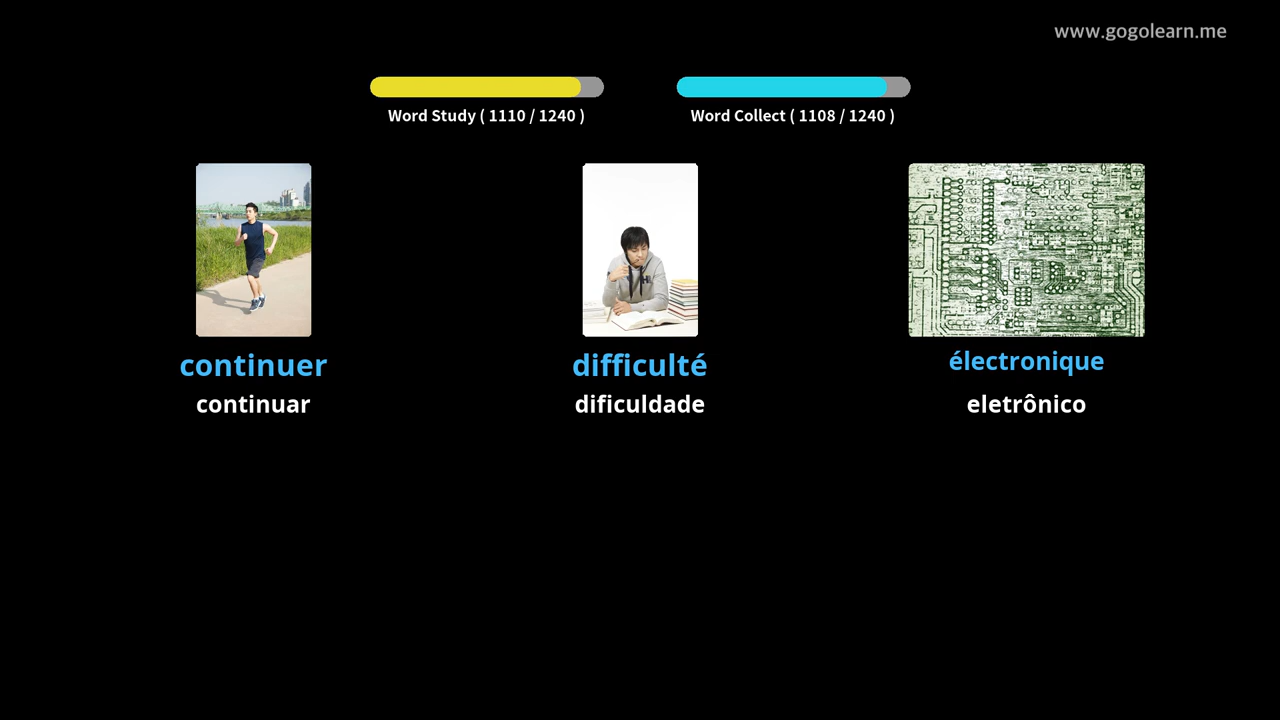 www.gogolearn.me
Word Study ( 1110 / 1240 )
Word Collect ( 1108 / 1240 )
continuer
difficulté
électronique
continuar
dificuldade
eletrônico